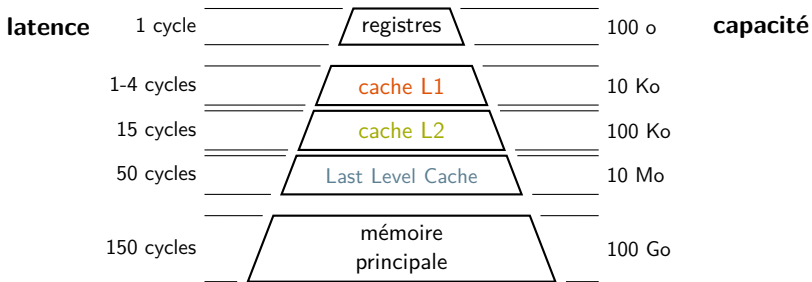 latence 1 cycle registres 100 o capacité
1-4 cycles cache L1 10 Ko
15 cycles cache L2 100 Ko
50 cycles Last Level Cache 10 Mo
mémoire
150 cycles 100 Go
principale